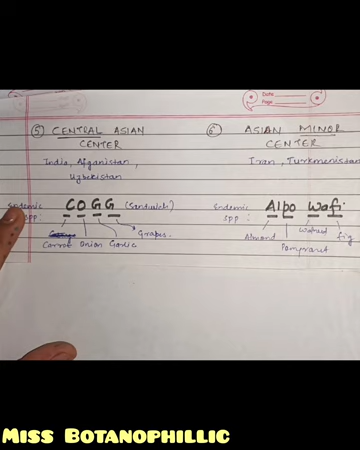 Date
Page
⑤ CENTRAL ASIAN
CENTER
India, Afganistan,
Uzbekistan
Endemic
spp:
COGG (Sandwich)
Carrot Onion Garlic
Grapes.
⑥ ASIAN MINOR
CENTER
Iran, Turkmenistan
Endemic
spp:
Alpo Wafi
Almond
Walnut
fig
Miss Botanophillic